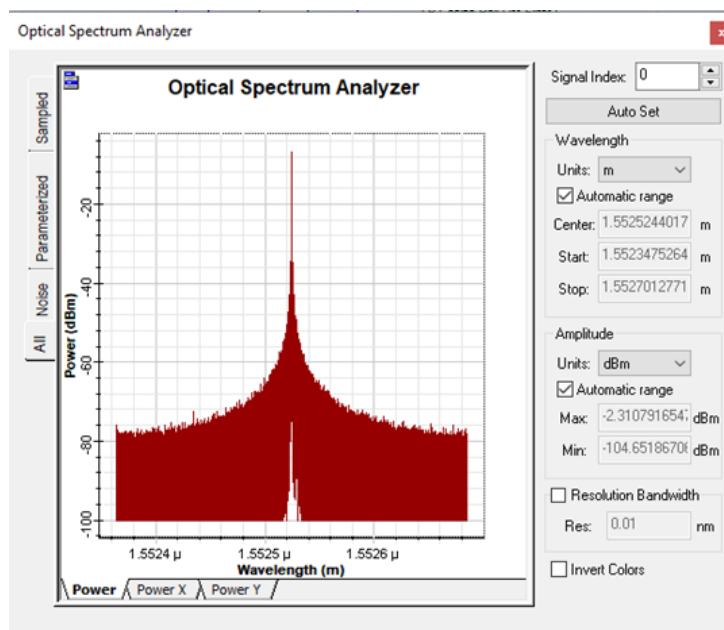 Optical Spectrum Analyzer
x
Sampled
Parameterized
Noise
All
Optical Spectrum Analyzer
Power (dBm)
-20
-40
-60
-80
-100
1.5524 µ
1.5525 µ
1.5526 µ
Wavelength (m)
Power
Power X
Power Y
Signal Index: 0
Auto Set
Wavelength
Units: m
Automatic range
Center: 1.5525244017 m
Start: 1.5523475264 m
Stop: 1.5527012771 m
Amplitude
Units: dBm
Automatic range
Max: -2.310791654 dBm
Min: -104.6518670 dBm
Resolution Bandwidth
Res: 0.01 nm
Invert Colors